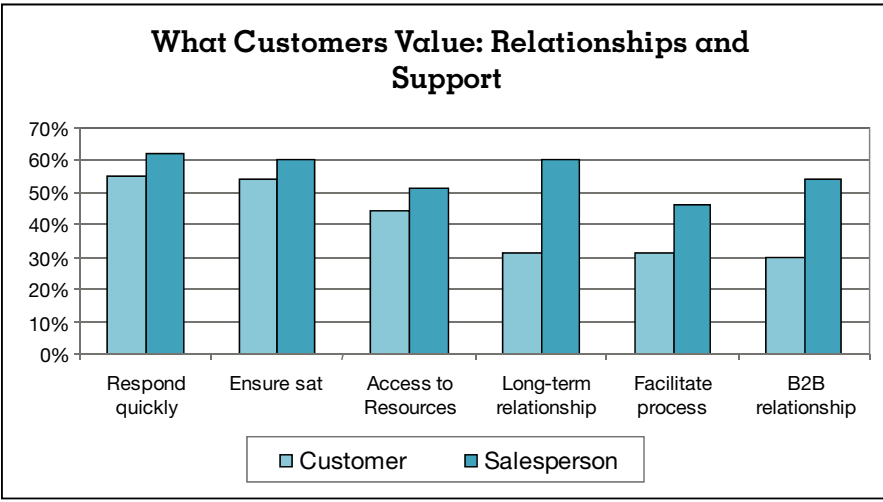 What Customers Value: Relationships and
Support
70%
60%
50%
40%
30%
20%
10%
0%
Respond
quickly
Ensure sat
Access to
Resources
Long-term
relationship
Facilitate
process
B2B
relationship
Customer
Salesperson